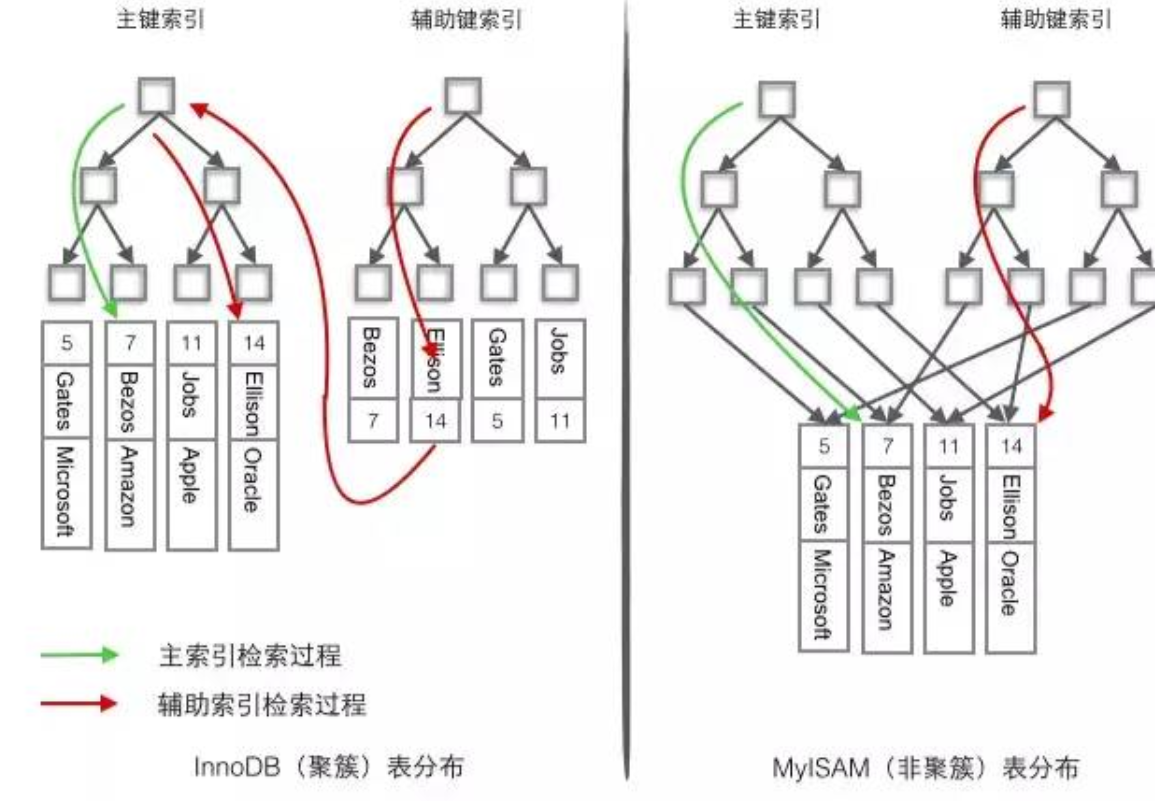 主键索引
辅助键索引
5
7
11
14
Gates
Bezos
Jobs
Ellison
Microsoft
Amazon
Apple
Oracle
Bezos
Ellison
Gates
Jobs
7
14
5
11
主索引检索过程
辅助索引检索过程
InnoDB（聚簇）表分布
主键索引
辅助键索引
5
7
11
14
Gates
Bezos
Jobs
Ellison
Microsoft
Amazon
Apple
Oracle
MyISAM（非聚簇）表分布